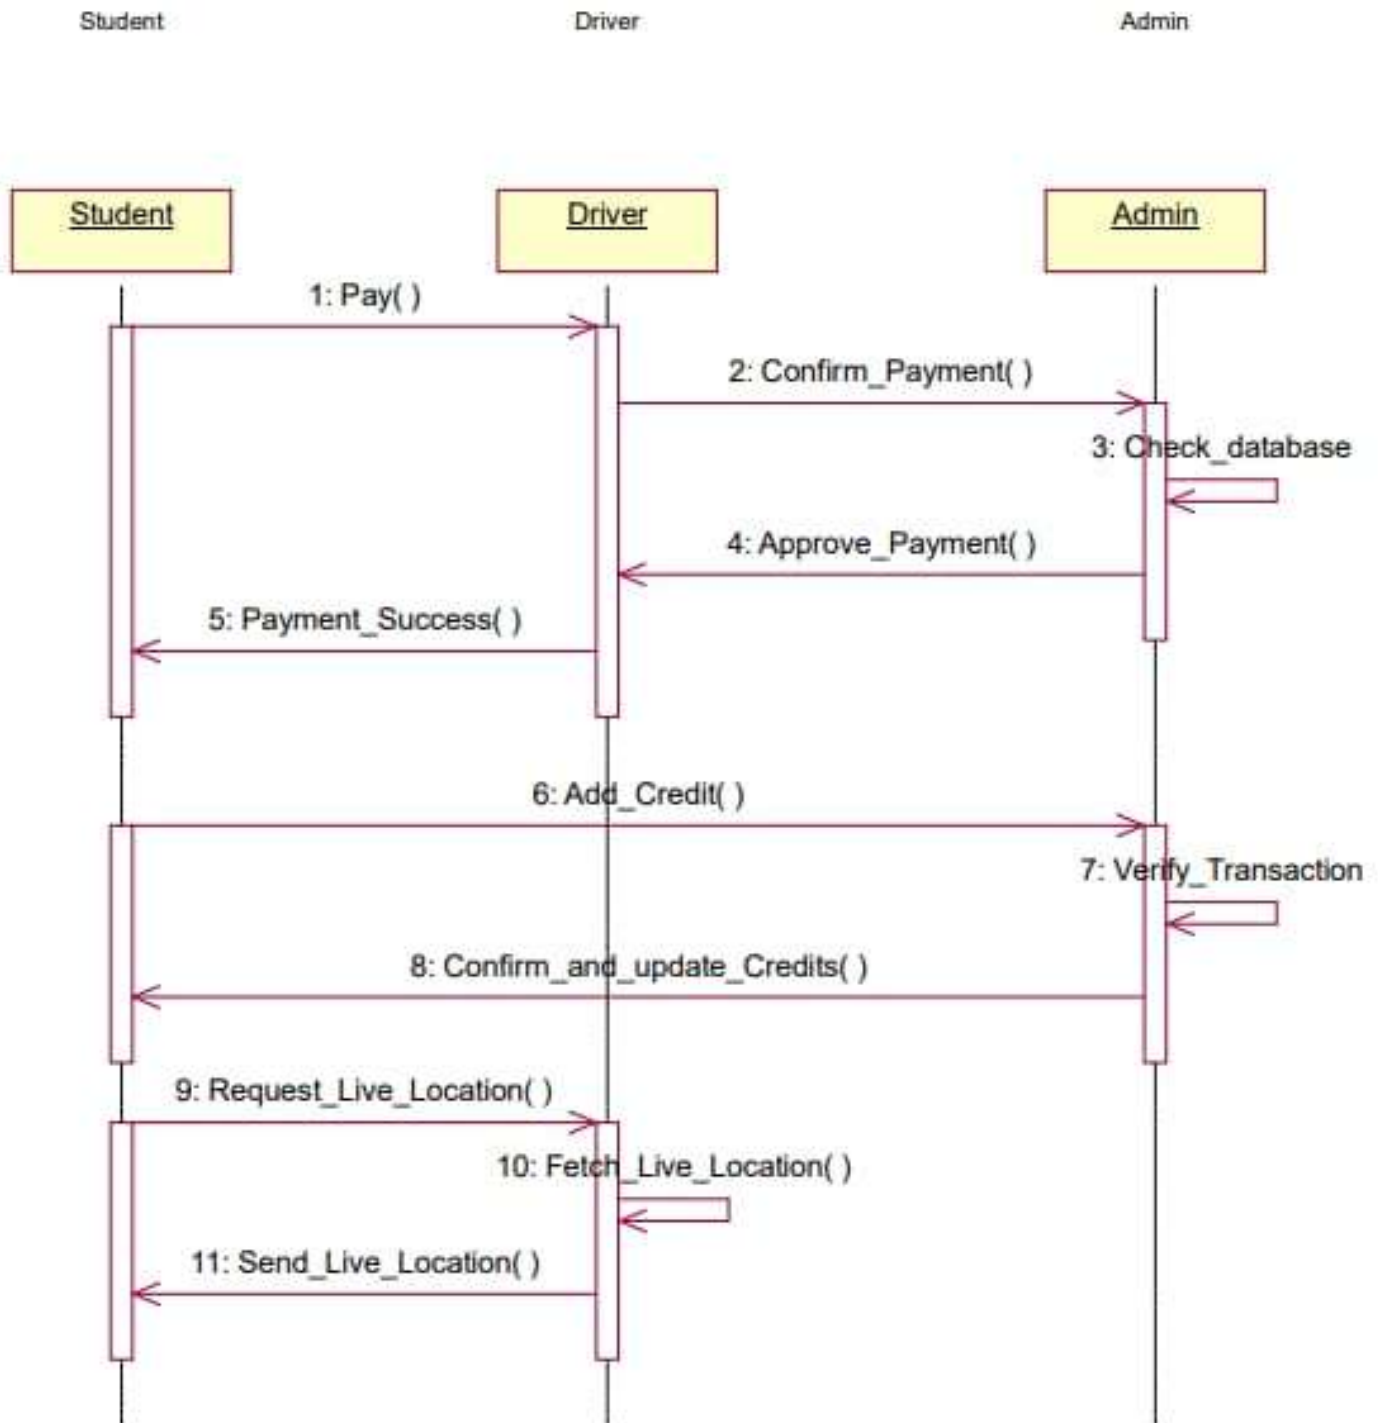 Student
Driver
Admin
Student
Driver
Admin
1: Pay( )
2: Confirm_Payment( )
3: Check_database
4: Approve_Payment( )
5: Payment_Success( )
6: Add_Credit( )
7: Verify_Transaction
8: Confirm_and_update_Credits( )
9: Request_Live_Location( )
10: Fetch_Live_Location( )
11: Send_Live_Location( )